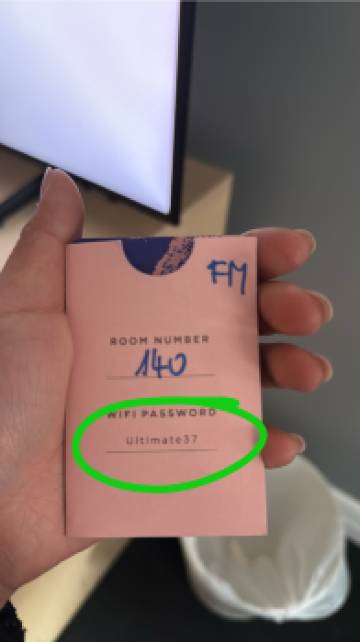 FM
ROOM NUMBER
140
WIFI PASSWORD
Ultimate37